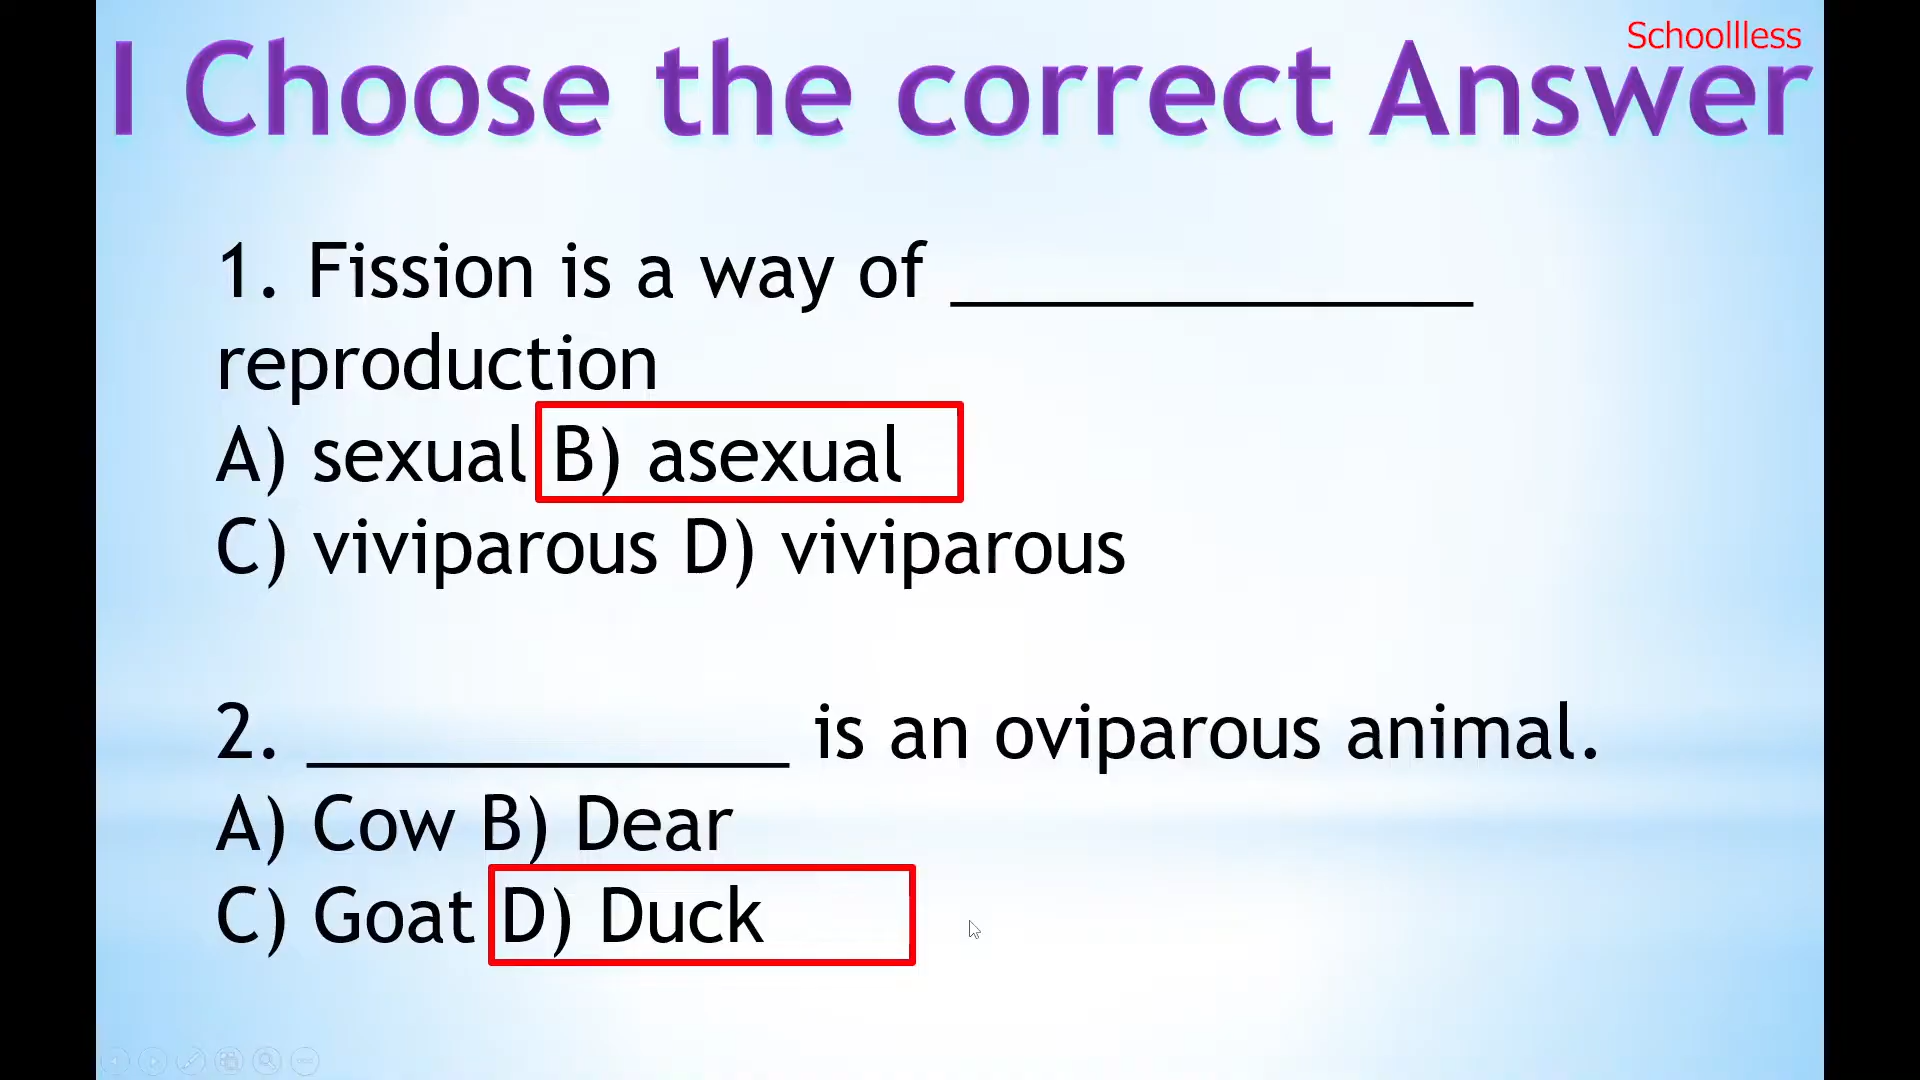 Schoollless
I Choose the correct Answer
1. Fission is a way of ______________
reproduction
A) sexual B) asexual
C) viviparous D) viviparous
2. _____________ is an oviparous animal.
A) Cow B) Dear
C) Goat D) Duck